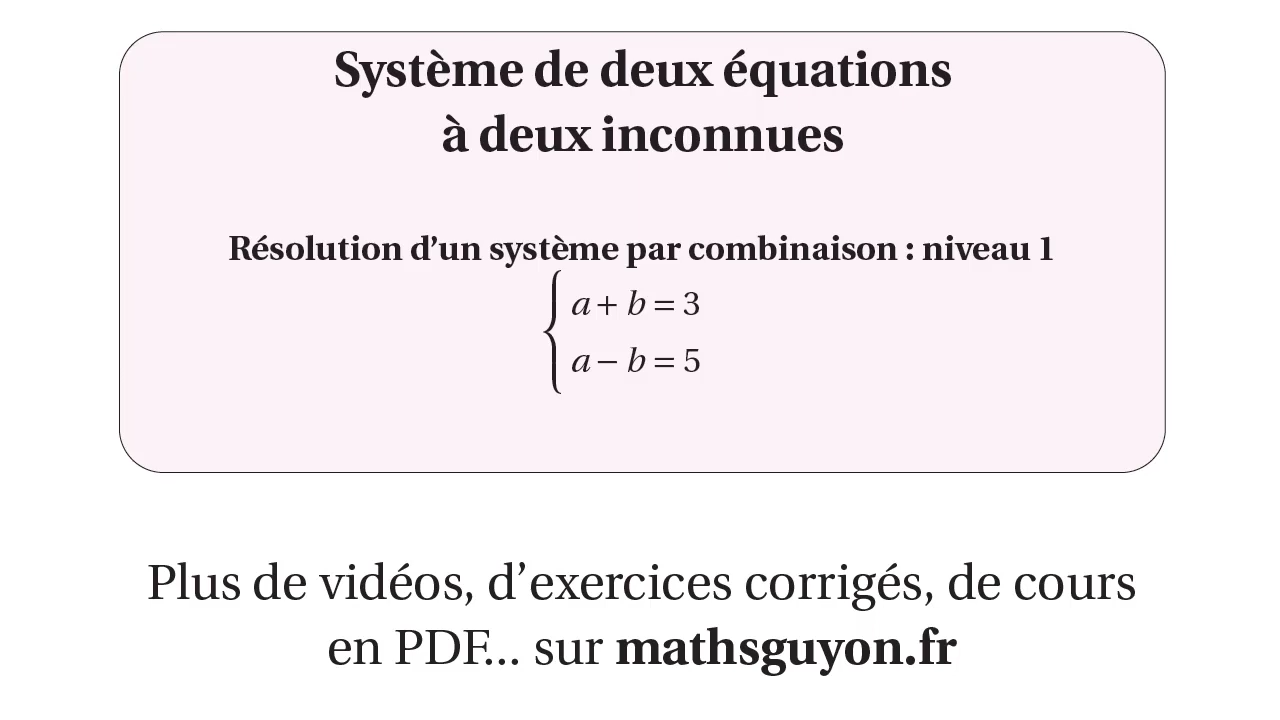 Système de deux équations
à deux inconnues
Résolution d’un système par combinaison : niveau 1
a + b = 3
a − b = 5
Plus de vidéos, d’exercices corrigés, de cours
en PDF... sur mathsguyon.fr